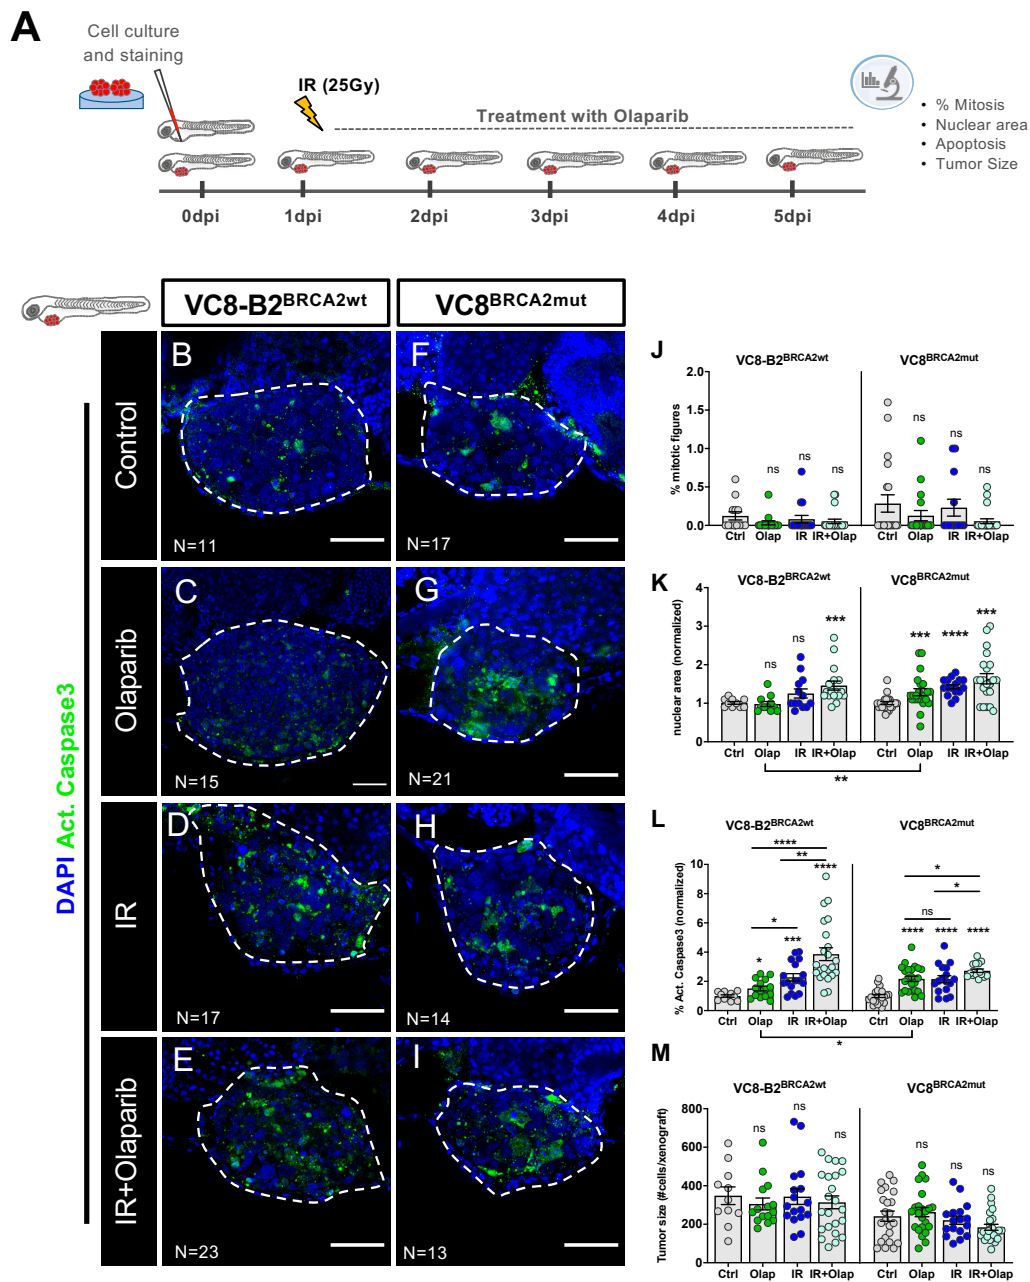 A
Cell culture
and staining
IR (25Gy)
Treatment with Olaparib
• % Mitosis
• Nuclear area
• Apoptosis
• Tumor Size
0dpi 1dpi 2dpi 3dpi 4dpi 5dpi
VC8-B2BRCA2wt VC8BRCA2mut
DAPI Act. Caspase3
Control
B
N=11
F
N=17
Olaparib
C
N=15
G
N=21
IR
D
N=17
H
N=14
IR+Olaparib
E
N=23
I
N=13
J
VC8-B2BRCA2wt VC8BRCA2mut
% mitotic figures
2.0
1.5
1.0
0.5
0.0
ns ns ns ns ns ns
Ctrl Olap IR IR+Olap Ctrl Olap IR IR+Olap
K
VC8-B2BRCA2wt VC8BRCA2mut
nuclear area (normalized)
4
3
2
1
0
ns ns *** *** **** ***
Ctrl Olap IR IR+Olap Ctrl Olap IR IR+Olap
**
L
VC8-B2BRCA2wt VC8BRCA2mut
% Act. Caspase3 (normalized)
10
8
6
4
2
0
****
**
****
*
***
*
*
*
ns
**** **** ****
Ctrl Olap IR IR+Olap Ctrl Olap IR IR+Olap
*
M
VC8-B2BRCA2wt VC8BRCA2mut
Tumor size (#cells/xenograft)
800
600
400
200
0
ns ns ns ns ns ns
Ctrl Olap IR IR+Olap Ctrl Olap IR IR+Olap